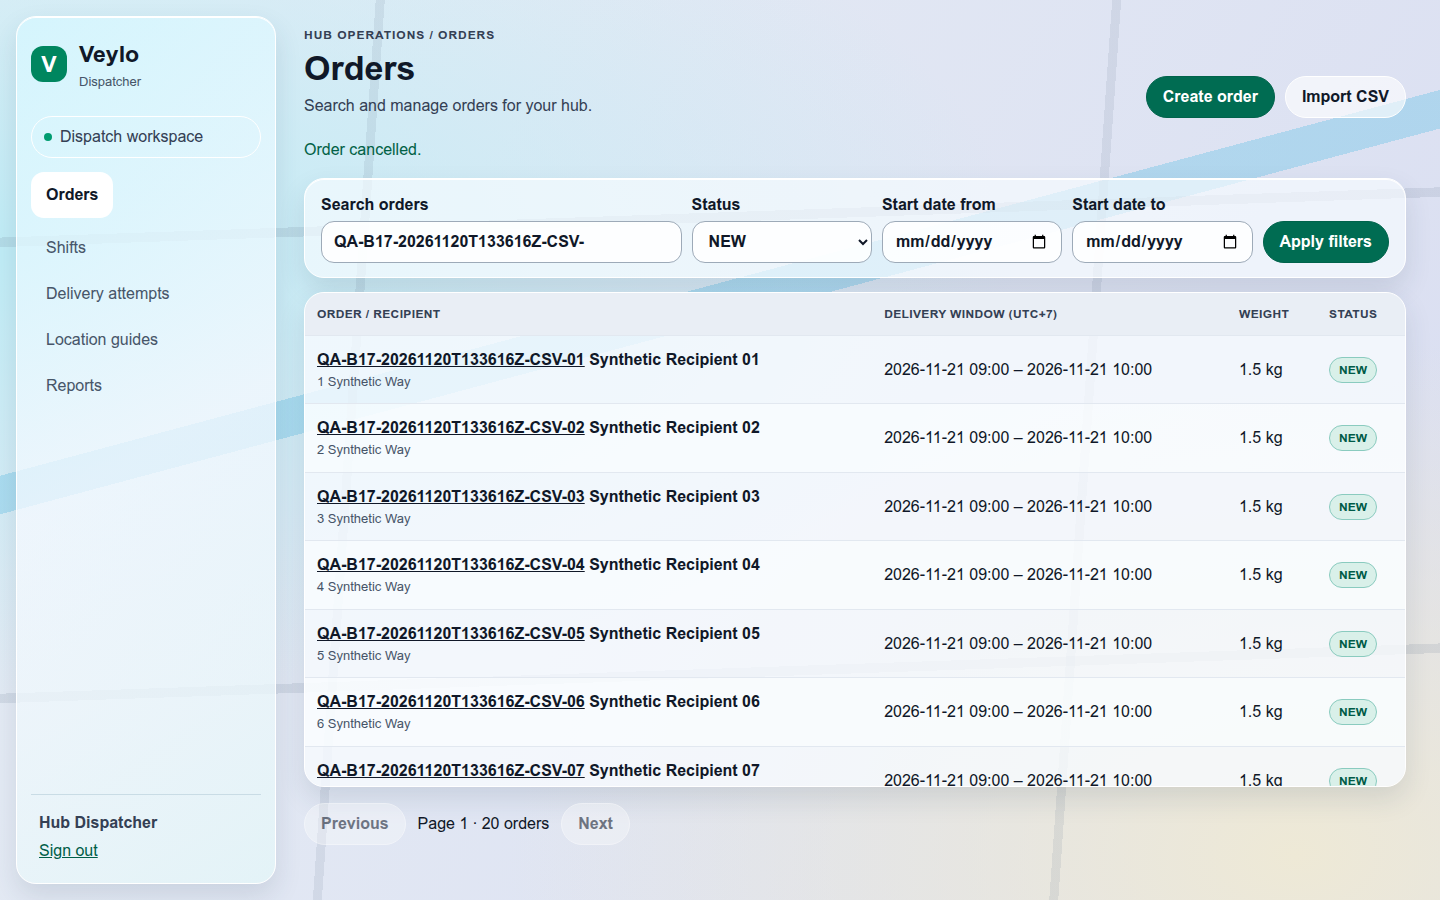 V
Veylo
Dispatcher
Dispatch workspace
Orders
Shifts
Delivery attempts
Location guides
Reports
Hub Dispatcher
Sign out
HUB OPERATIONS / ORDERS
Orders
Search and manage orders for your hub.
Create order
Import CSV
Order cancelled.
Search orders
Status
Start date from
Start date to
QA-B17-20261120T133616Z-CSV-
NEW
mm/dd/yyyy
mm/dd/yyyy
Apply filters
ORDER / RECIPIENT DELIVERY WINDOW (UTC+7) WEIGHT STATUS
QA-B17-20261120T133616Z-CSV-01 Synthetic Recipient 01
1 Synthetic Way
2026-11-21 09:00 – 2026-11-21 10:00 1.5 kg NEW
QA-B17-20261120T133616Z-CSV-02 Synthetic Recipient 02
2 Synthetic Way
2026-11-21 09:00 – 2026-11-21 10:00 1.5 kg NEW
QA-B17-20261120T133616Z-CSV-03 Synthetic Recipient 03
3 Synthetic Way
2026-11-21 09:00 – 2026-11-21 10:00 1.5 kg NEW
QA-B17-20261120T133616Z-CSV-04 Synthetic Recipient 04
4 Synthetic Way
2026-11-21 09:00 – 2026-11-21 10:00 1.5 kg NEW
QA-B17-20261120T133616Z-CSV-05 Synthetic Recipient 05
5 Synthetic Way
2026-11-21 09:00 – 2026-11-21 10:00 1.5 kg NEW
QA-B17-20261120T133616Z-CSV-06 Synthetic Recipient 06
6 Synthetic Way
2026-11-21 09:00 – 2026-11-21 10:00 1.5 kg NEW
QA-B17-20261120T133616Z-CSV-07 Synthetic Recipient 07
2026-11-21 09:00 – 2026-11-21 10:00 1.5 kg NEW
Previous
Page 1 · 20 orders
Next